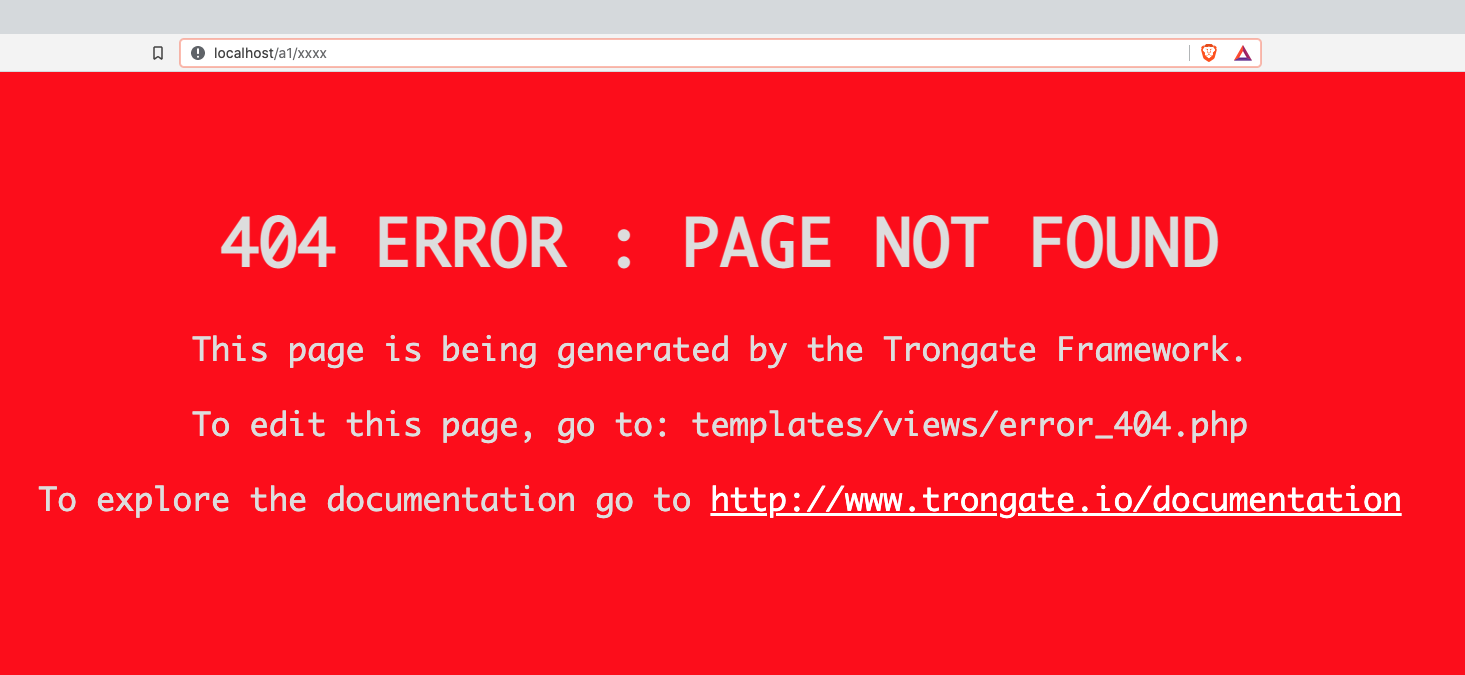 localhost/a1/xxxx
404 ERROR : PAGE NOT FOUND
This page is being generated by the Trongate Framework.
To edit this page, go to: templates/views/error_404.php
To explore the documentation go to http://www.trongate.io/documentation